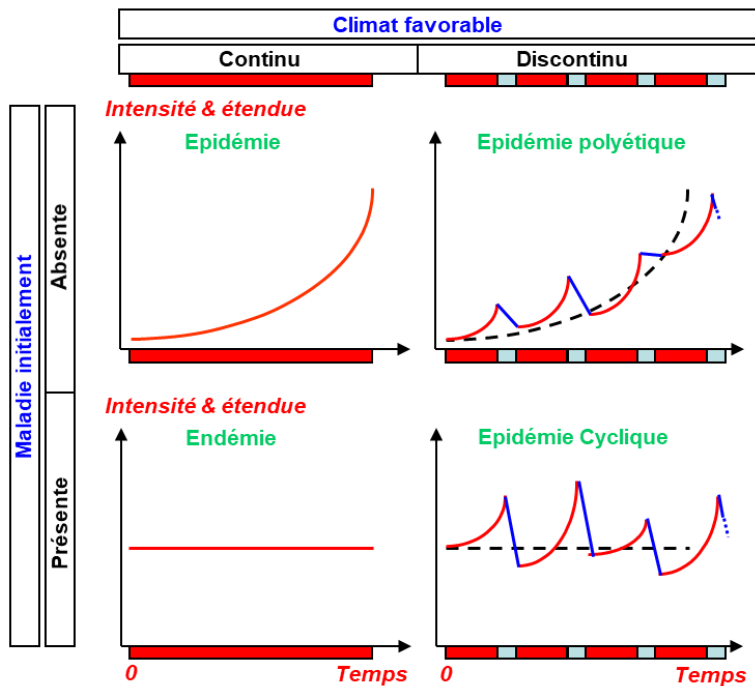 Climat favorable
Continu
Discontinu
Maladie initialement
Absente
Intensité & étendue
Epidémie
Epidémie polyétique
Présente
Intensité & étendue
Endémie
Epidémie Cyclique
0
Temps
0
Temps